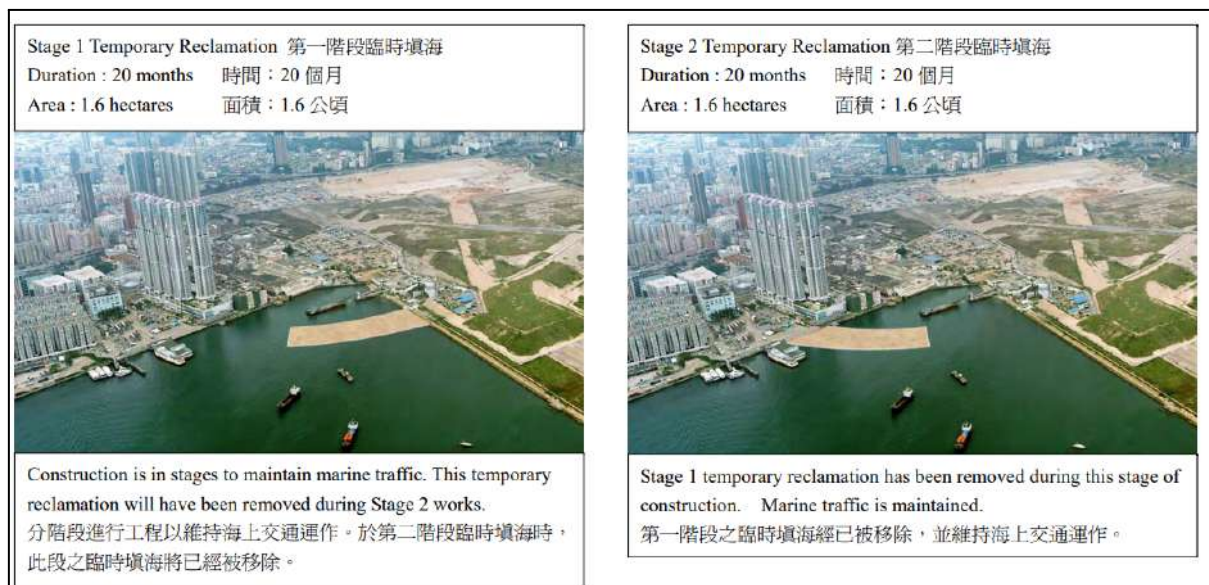 Stage 1 Temporary Reclamation 第一階段臨時填海
Duration : 20 months 時間：20 個月
Area : 1.6 hectares 面積：1.6 公頃
Construction is in stages to maintain marine traffic. This temporary
reclamation will have been removed during Stage 2 works.
分階段進行工程以維持海上交通運作。於第二階段臨時填海時，
此段之臨時填海將已經被移除。
Stage 2 Temporary Reclamation 第二階段臨時填海
Duration : 20 months 時間：20 個月
Area : 1.6 hectares 面積：1.6 公頃
Stage 1 temporary reclamation has been removed during this stage of
construction. Marine traffic is maintained.
第一階段之臨時填海經已被移除，並維持海上交通運作。